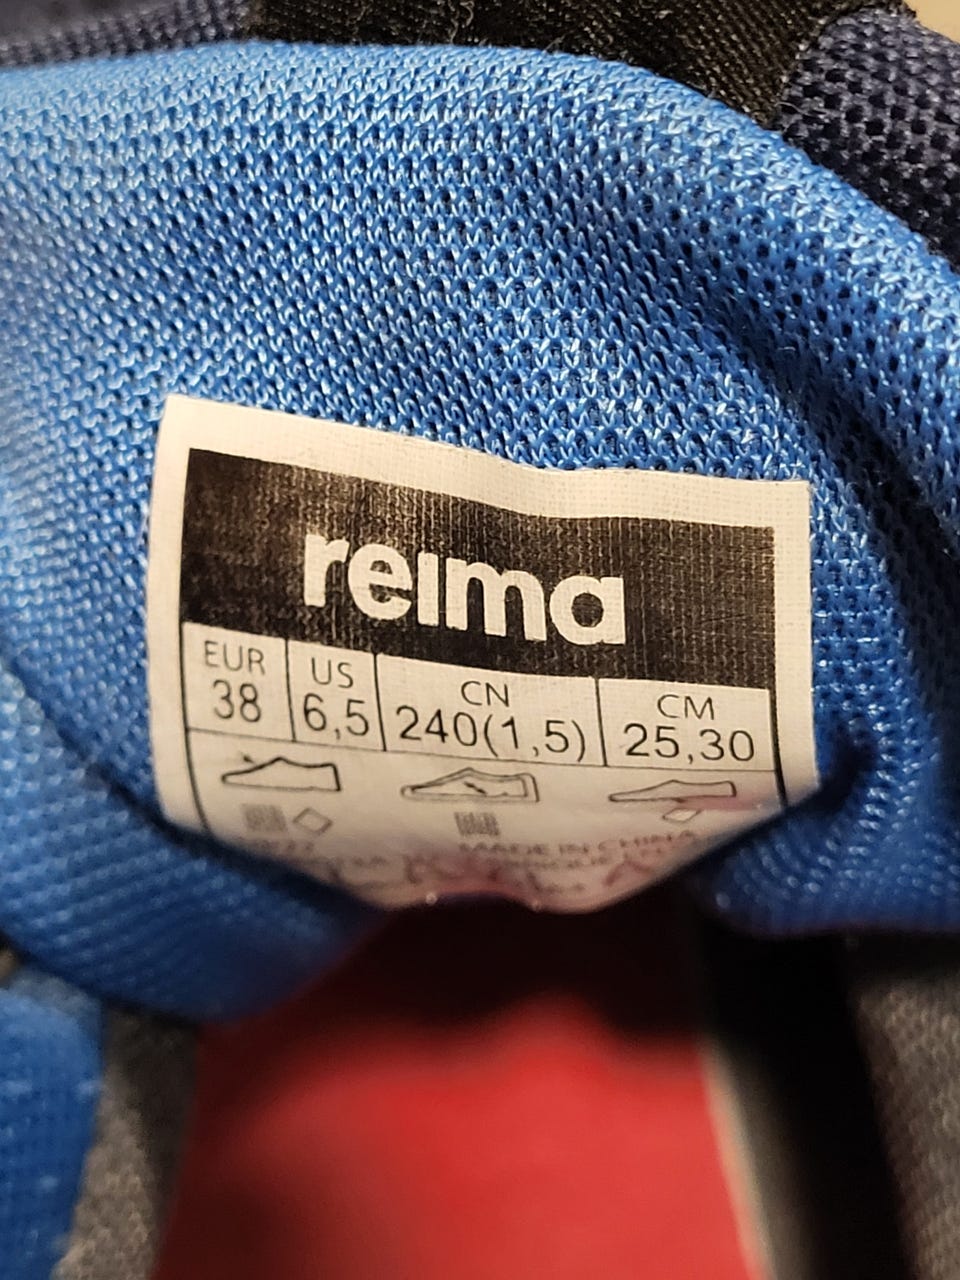 reima
EUR US CN CM
38 6,5 240(1,5) 25,30
MADE IN CHINA